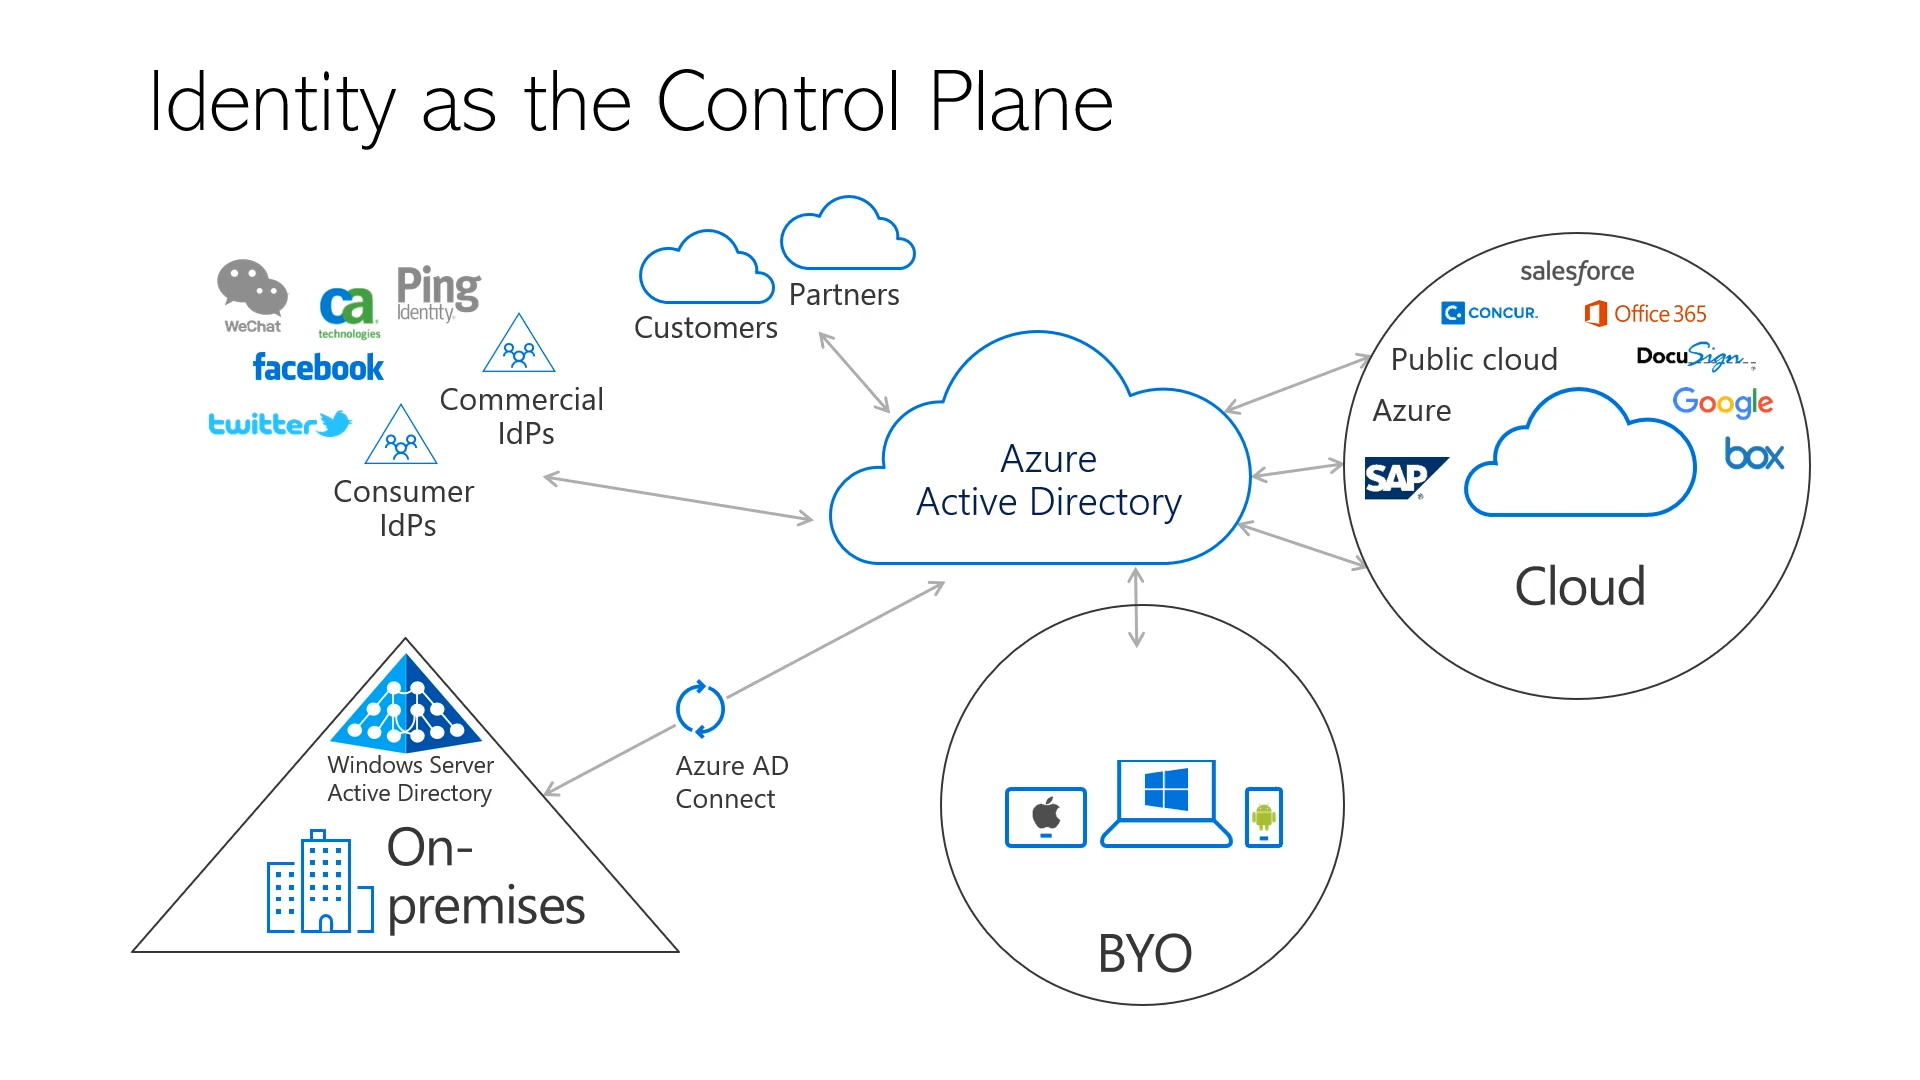 Identity as the Control Plane
WeChat
ca
technologies
Ping
Identity
facebook
twitter
Commercial
IdPs
Consumer
IdPs
Customers
Partners
Azure
Active Directory
salesforce
CONCUR.
Office 365
Public cloud
DocuSign
Azure
Google
SAP
®
box
Cloud
Windows Server
Active Directory
On-
premises
Azure AD
Connect
BYO